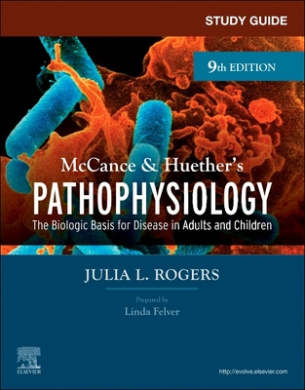 STUDY GUIDE
9th EDITION
McCance & Huether's
PATHOPHYSIOLOGY
The Biologic Basis for Disease in Adults and Children
JULIA L. ROGERS
Prepared by
Linda Felver
ELSEVIER
http://evolve.elsevier.com